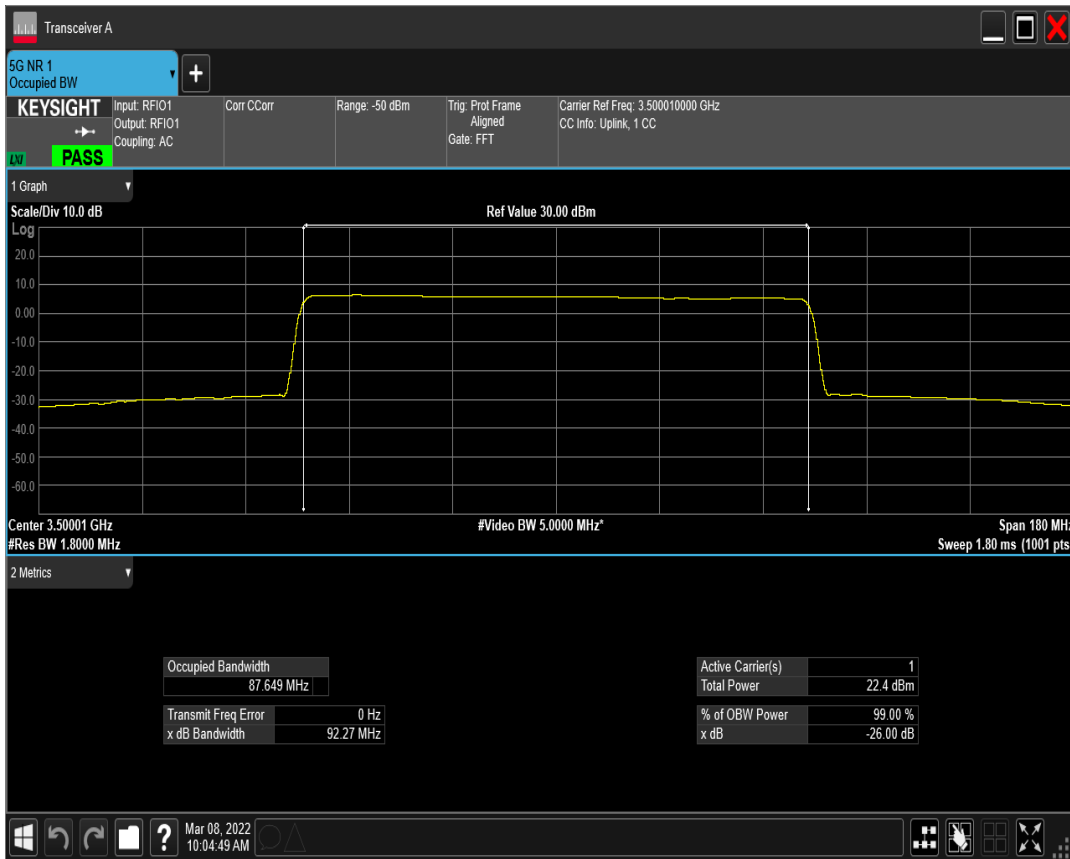 Transceiver A
5G NR 1
Occupied BW
KEYSIGHT
LXI
PASS
Input: RFIO1
Output: RFIO1
Coupling: AC
Corr CCorr
Range: -50 dBm
Trig: Prot Frame
Aligned
Gate: FFT
Carrier Ref Freq: 3.500010000 GHz
CC Info: Uplink, 1 CC
1 Graph
Scale/Div 10.0 dB
Ref Value 30.00 dBm
Log
20.0
10.0
0.00
-10.0
-20.0
-30.0
-40.0
-50.0
-60.0
Center 3.50001 GHz
#Video BW 5.0000 MHz*
Span 180 MHz
#Res BW 1.8000 MHz
Sweep 1.80 ms (1001 pts
2 Metrics
Occupied Bandwidth
87.649 MHz
Transmit Freq Error 0 Hz
x dB Bandwidth 92.27 MHz
Active Carrier(s) 1
Total Power 22.4 dBm
% of OBW Power 99.00 %
x dB -26.00 dB
?
Mar 08, 2022
10:04:49 AM